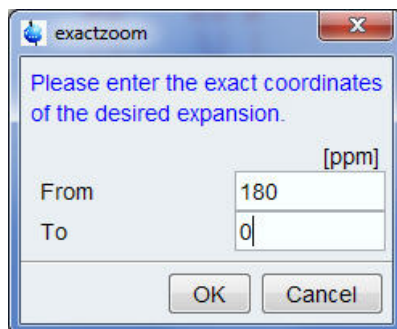 exactzoom
Please enter the exact coordinates
of the desired expansion.
[ppm]
From 180
To 0
OK Cancel